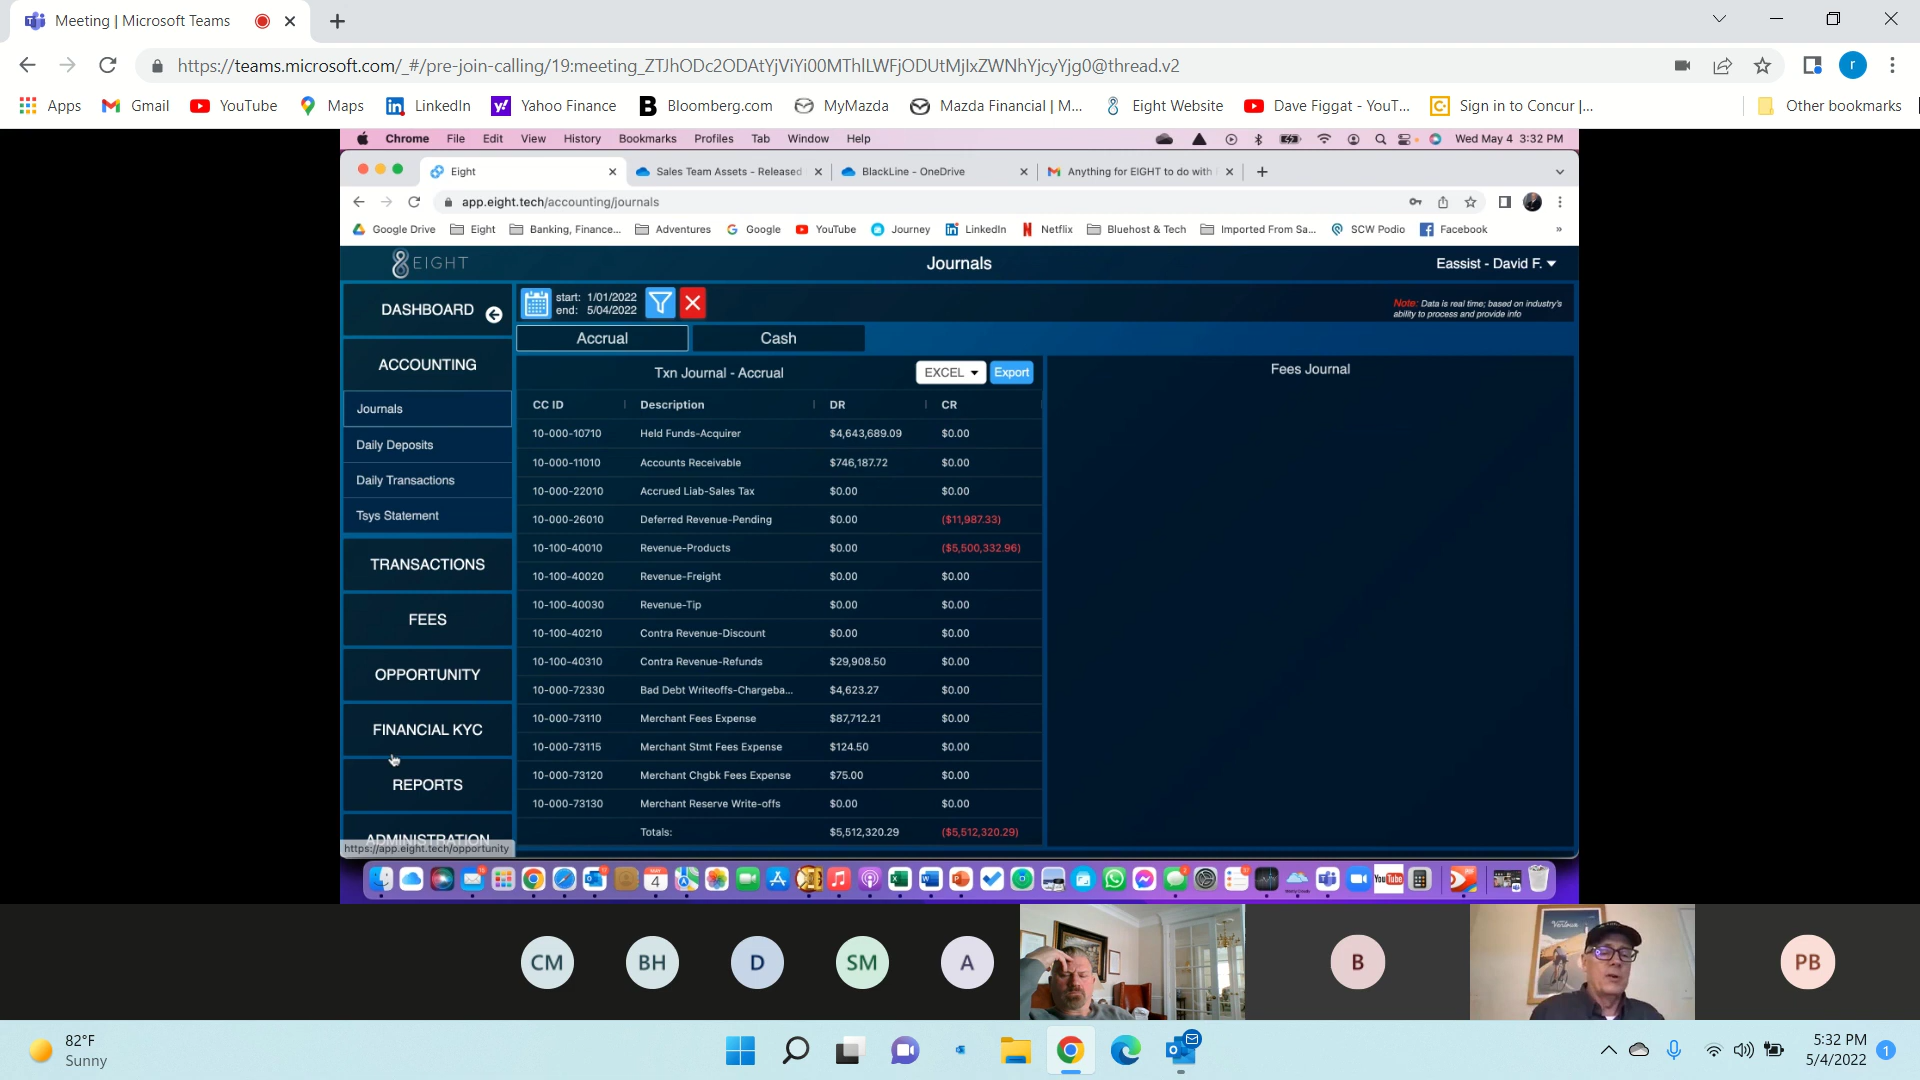 Meeting | Microsoft Teams
https://teams.microsoft.com/_#/pre-join-calling/19:meeting_ZTJhODc2ODAtYjViYi00MThlLWFjODUtMjIxZWNhYjcyYjg0@thread.v2
r
Apps Gmail YouTube Maps LinkedIn Yahoo Finance Bloomberg.com MyMazda Mazda Financial | M... Eight Website Dave Figgat - YouT... Sign in to Concur |... Other bookmarks
Chrome File Edit View History Bookmarks Profiles Tab Window Help Wed May 4 3:32 PM
Eight Sales Team Assets - Released BlackLine - OneDrive Anything for EIGHT to do with
app.eight.tech/accounting/journals
Google Drive Eight Banking, Finance... Adventures Google YouTube Journey LinkedIn Netflix Bluehost & Tech Imported From Sa... SCW Podio Facebook »
EIGHT Journals Eassist - David F.
DASHBOARD
start: 1/01/2022
end: 5/04/2022
Note: Data is real time; based on industry's
ability to process and provide info
Accrual Cash
ACCOUNTING
Journals
Daily Deposits
Daily Transactions
Tsys Statement
TRANSACTIONS
FEES
OPPORTUNITY
FINANCIAL KYC
REPORTS
ADMINISTRATION
https://app.eight.tech/opportunity
Txn Journal - Accrual EXCEL Export
CC ID Description DR CR
10-000-10710 Held Funds-Acquirer $4,643,689.09 $0.00
10-000-11010 Accounts Receivable $746,187.72 $0.00
10-000-22010 Accrued Liab-Sales Tax $0.00 $0.00
10-000-26010 Deferred Revenue-Pending $0.00 ($11,987.33)
10-100-40010 Revenue-Products $0.00 ($5,500,332.96)
10-100-40020 Revenue-Freight $0.00 $0.00
10-100-40030 Revenue-Tip $0.00 $0.00
10-100-40210 Contra Revenue-Discount $0.00 $0.00
10-100-40310 Contra Revenue-Refunds $29,908.50 $0.00
10-000-72330 Bad Debt Writeoffs-Chargeba... $4,623.27 $0.00
10-000-73110 Merchant Fees Expense $87,712.21 $0.00
10-000-73115 Merchant Stmt Fees Expense $124.50 $0.00
10-000-73120 Merchant Chgbk Fees Expense $75.00 $0.00
10-000-73130 Merchant Reserve Write-offs $0.00 $0.00
Totals: $5,512,320.29 ($5,512,320.29)
Fees Journal
CM BH D SM A B PB
82°F
Sunny
5:32 PM
5/4/2022
1